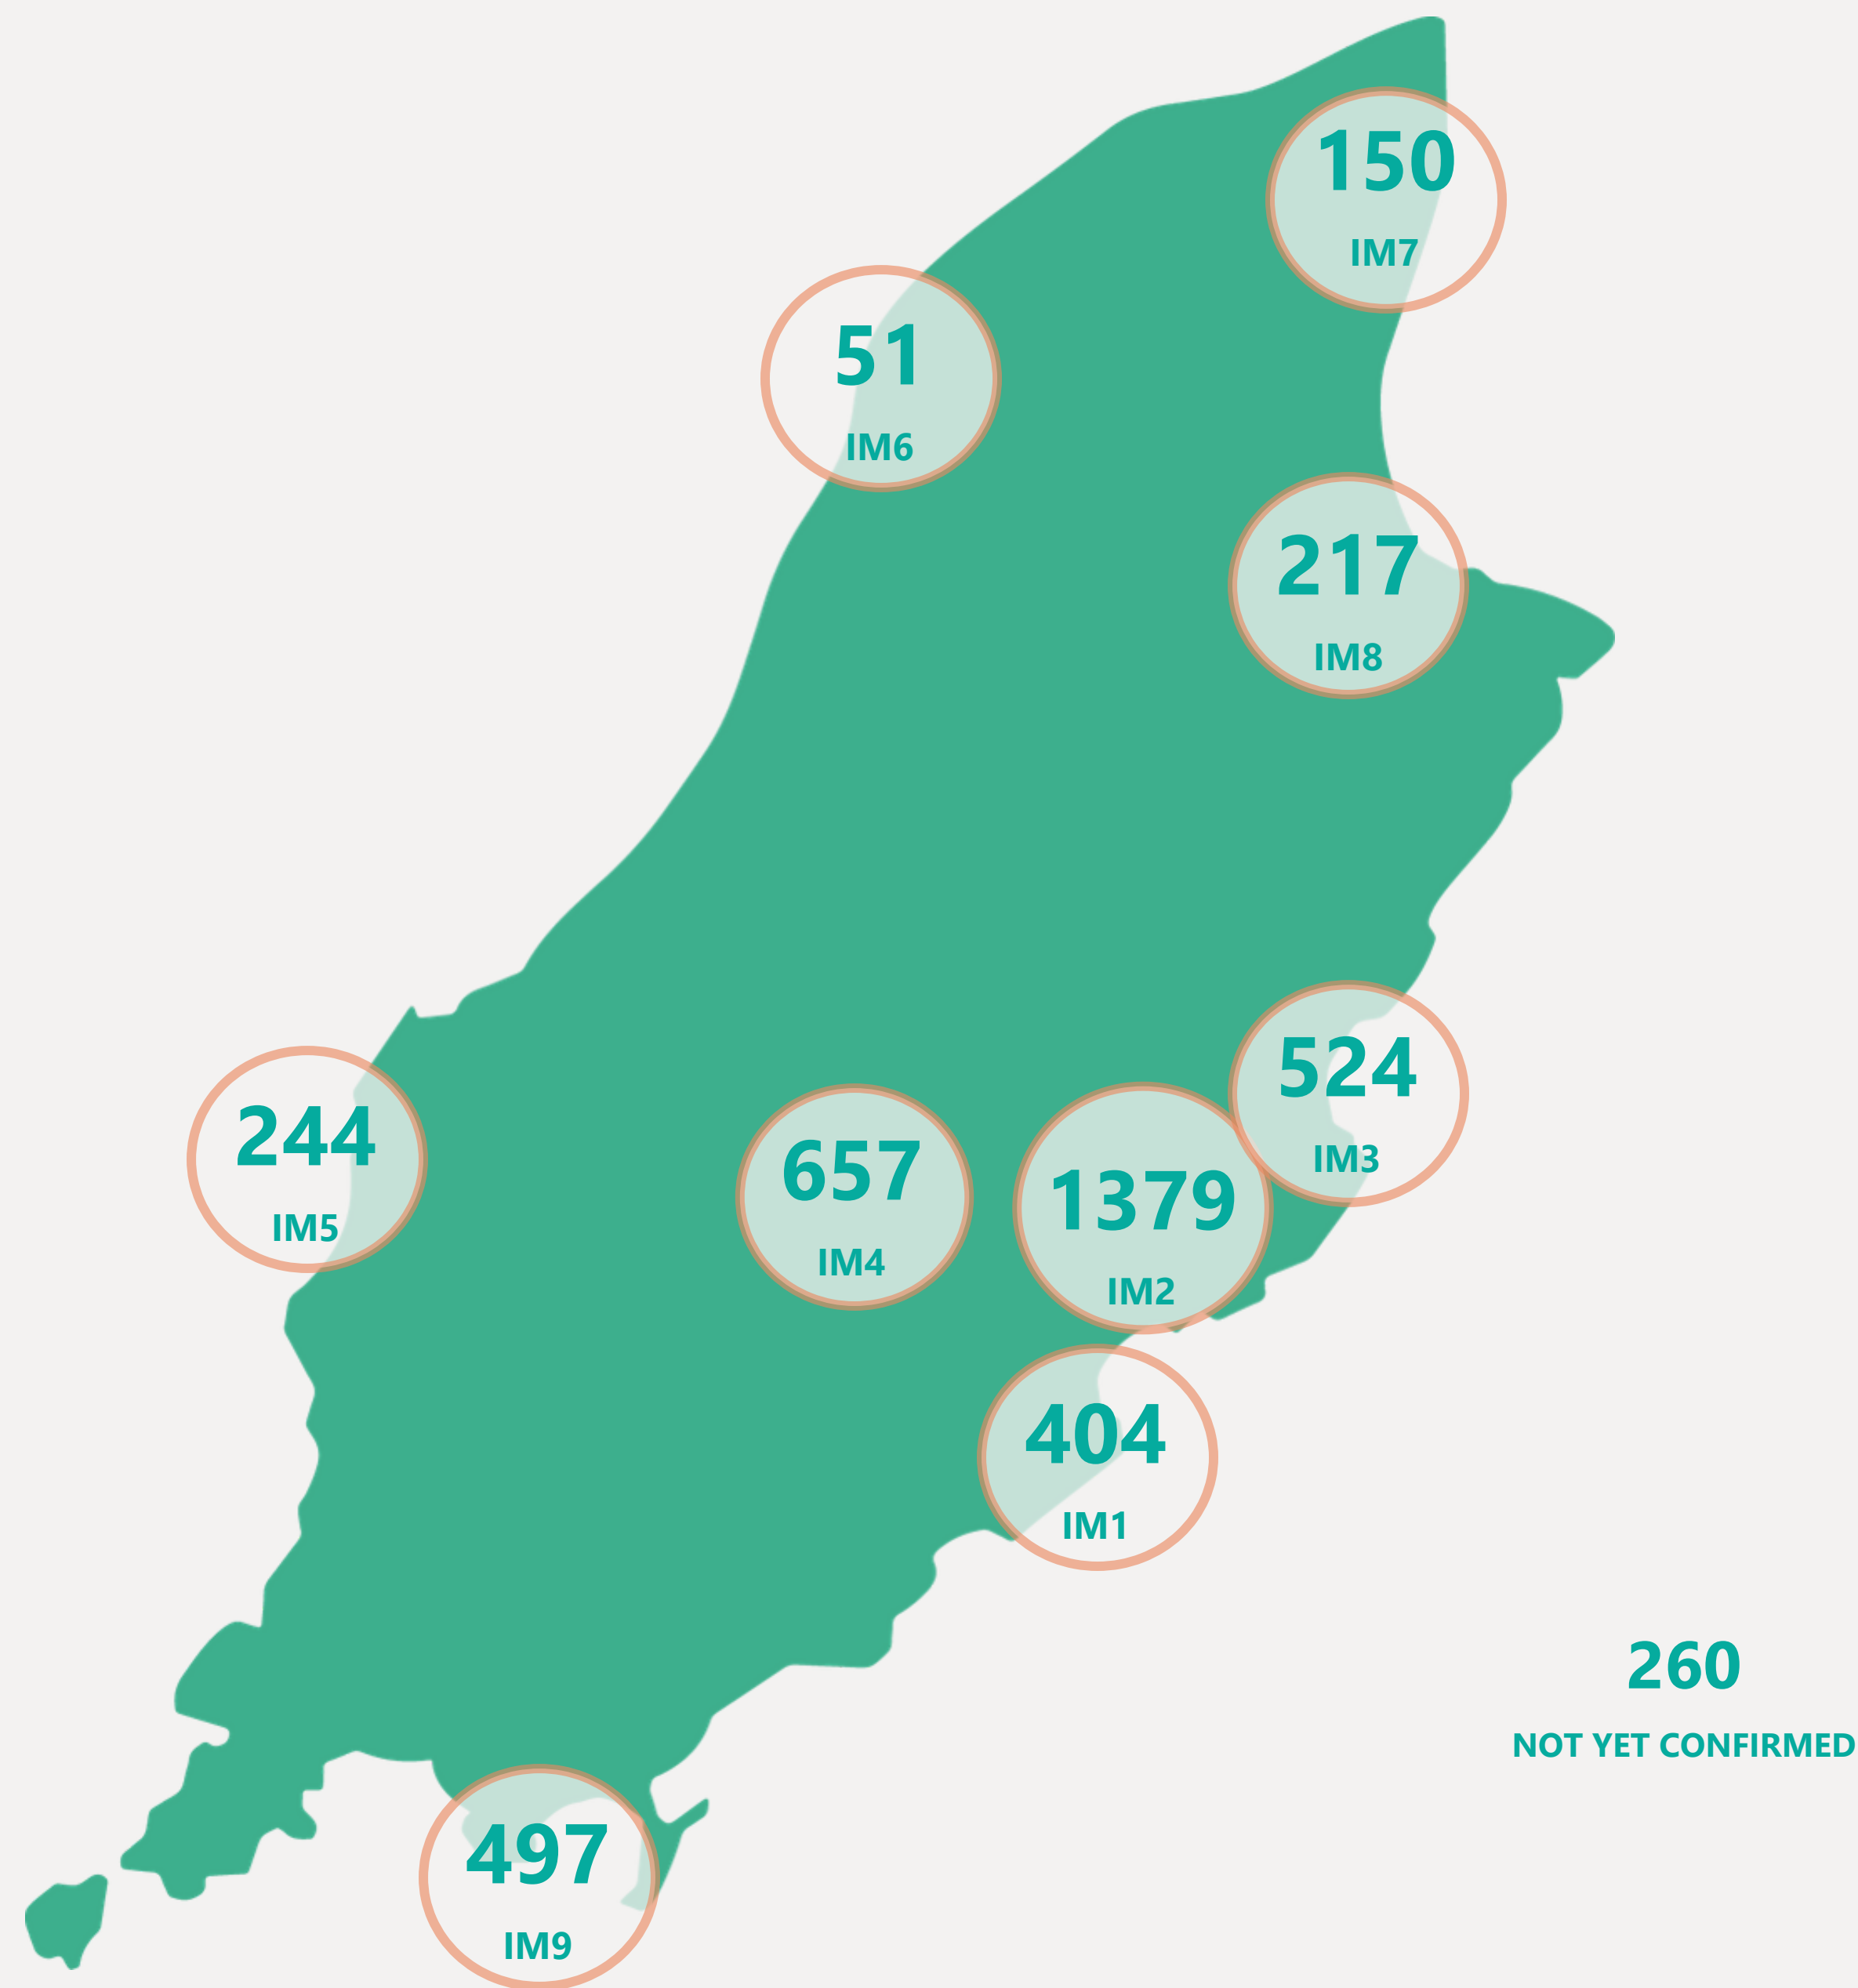 150
IM7
51
IM6
217
IM8
524
IM3
244
IM5
657
IM4
1379
IM2
404
IM1
260
NOT YET CONFIRMED
497
IM9